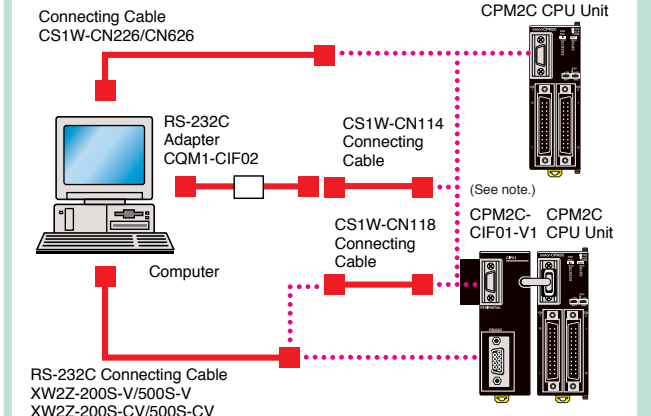 Connecting Cable
CS1W-CN226/CN626
CPM2C CPU Unit
RS-232C
Adapter
CQM1-CIF02
CS1W-CN114
Connecting
Cable
(See note.)
CPM2C-
CIF01-V1
CPM2C
CPU Unit
CS1W-CN118
Connecting
Cable
Computer
CIF01
PERIPHERAL
RS-232C Connecting Cable
XW2Z-200S-V/500S-V
XW2Z-200S-CV/500S-CV